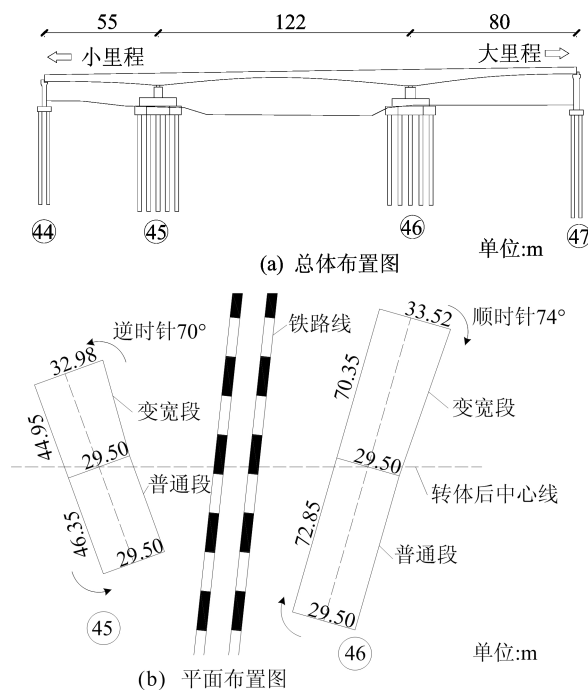 55 122 80
小里程 大里程
44 45 46 47
(a) 总体布置图 单位:m
逆时针70° 铁路线 33.52 顺时针74°
32.98 70.35
44.95 变宽段 变宽段
29.50 29.50
普通段 转体后中心线
46.35 72.85 普通段
29.50 29.50
45 46
(b) 平面布置图 单位:m